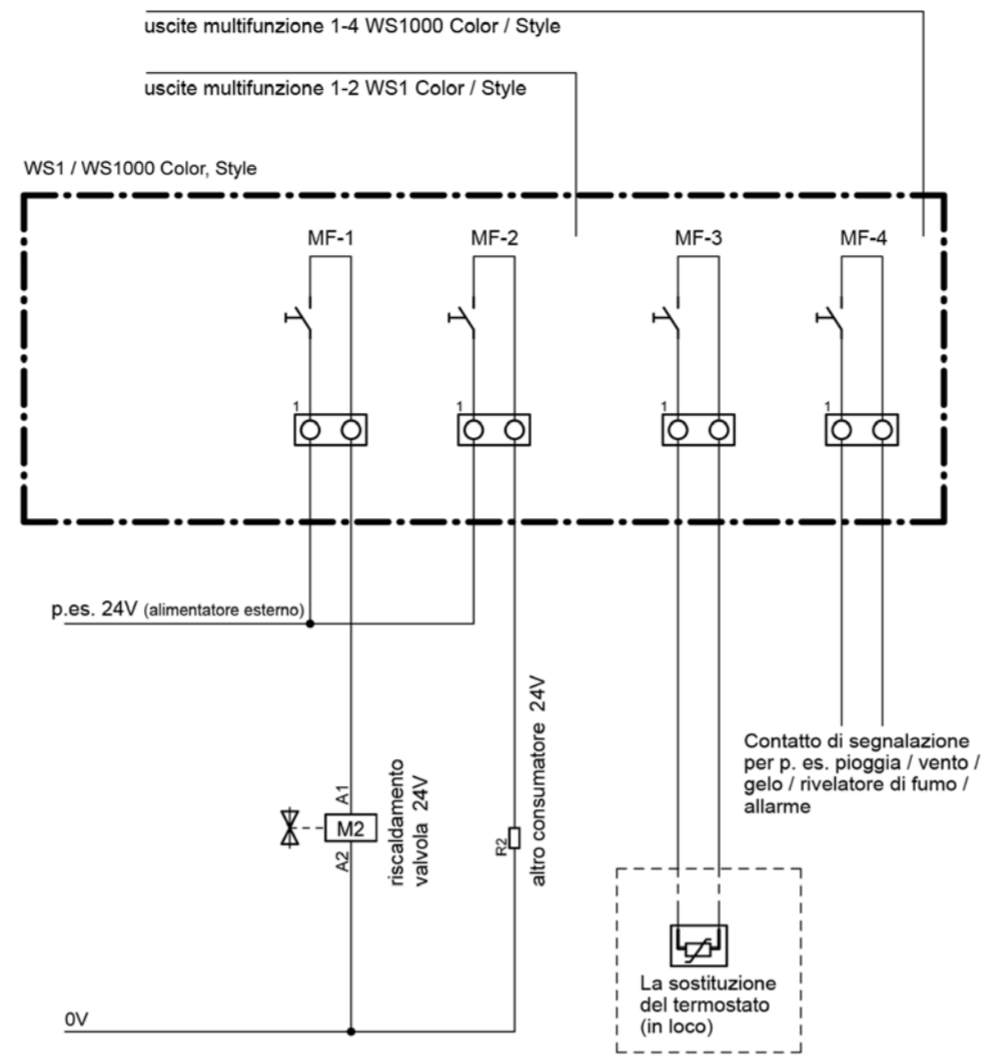 uscite multifunzione 1-4 WS1000 Color / Style
uscite multifunzione 1-2 WS1 Color / Style
WS1 / WS1000 Color, Style
MF-1
MF-2
MF-3
MF-4
1
1
1
1
p.es. 24V (alimentatore esterno)
A1
M2
A2
riscaldamento
valvola 24V
R2
altro consumatore 24V
Contatto di segnalazione
per p. es. pioggia / vento /
gelo / rivelatore di fumo /
allarme
La sostituzione
del termostato
(in loco)
0V